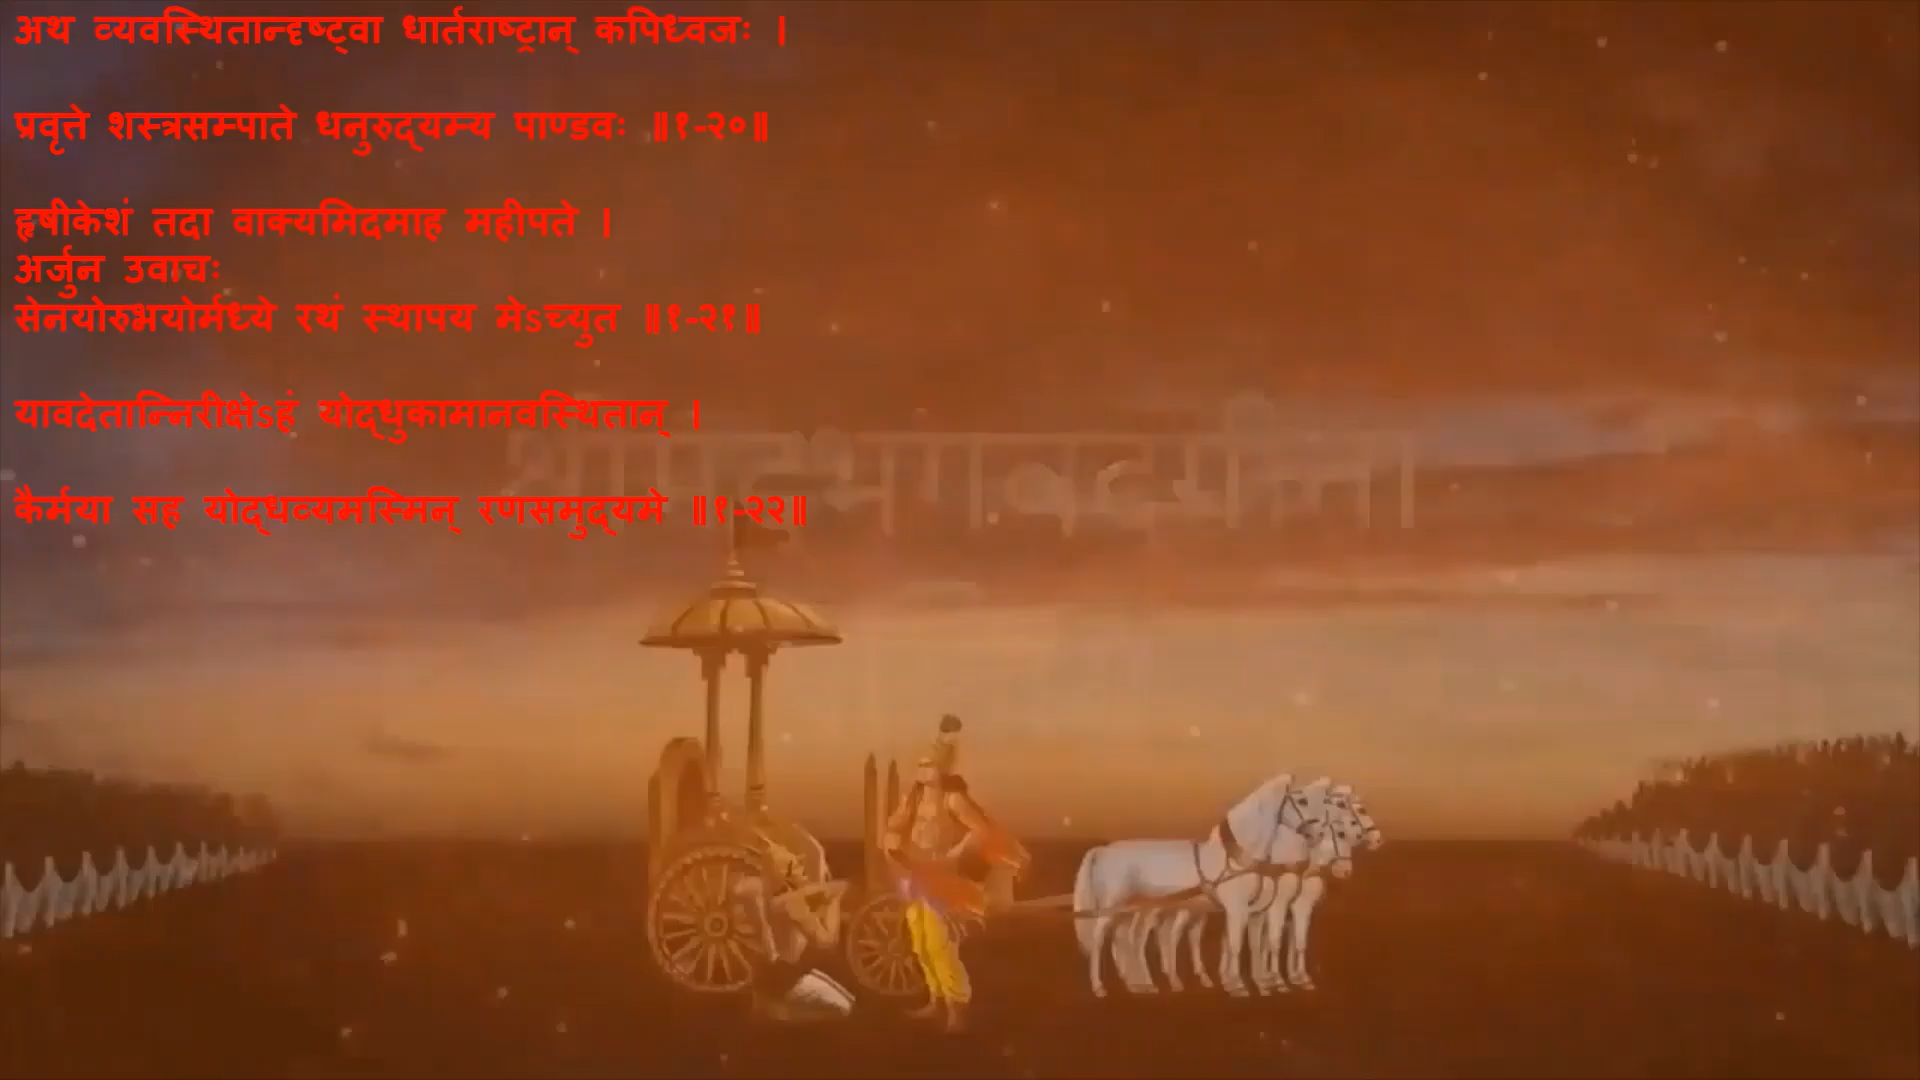 अथ व्यवस्थितान्दृष्ट्वा धार्तराष्ट्रान् कपिध्वजः ।
प्रवृत्ते शस्त्रसम्पाते धनुरुद्यम्य पाण्डवः ॥१-२०॥
हृषीकेशं तदा वाक्यमिदमाह महीपते ।
अर्जुन उवाचः
सेनयोरुभयोर्मध्ये रथं स्थापय मेऽच्युत ॥१-२१॥
यावदेतान्निरीक्षेऽहं योद्धुकामानवस्थितान् ।
श्रीमद्भगवद्गीता
कैर्मया सह योद्धव्यमस्मिन् रणसमुद्यमे ॥१-२२॥